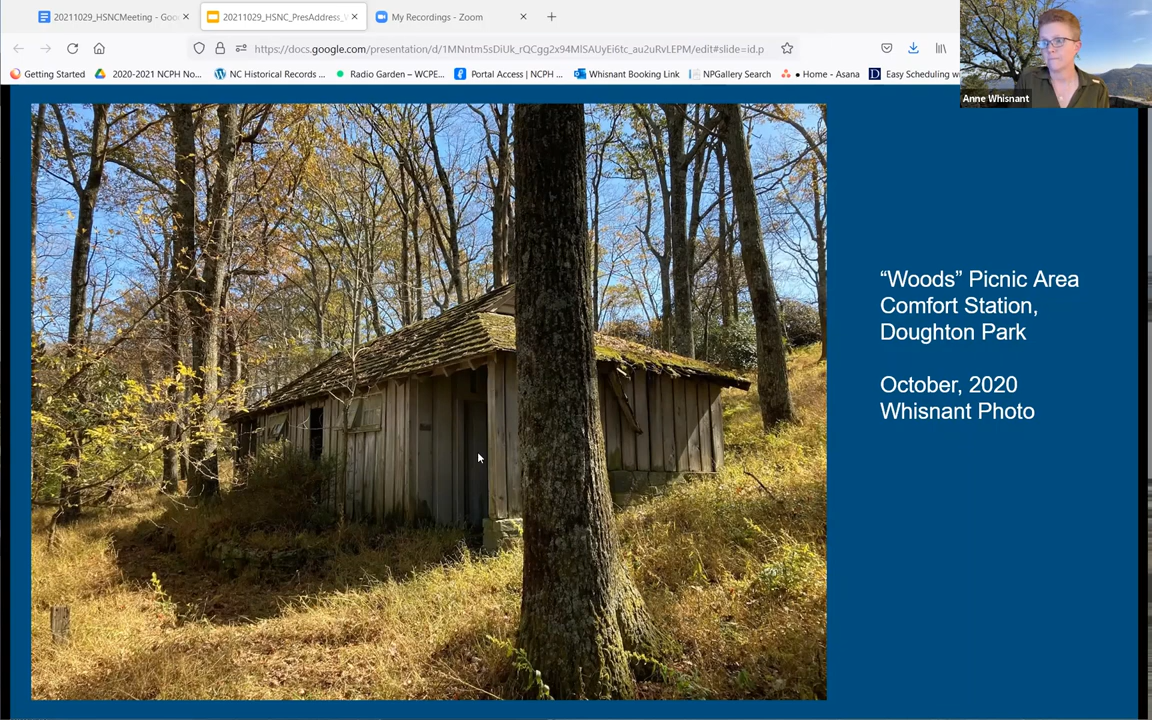 20211029_HSNCMeeting - Goo
20211029_HSNC_PresAddress_
My Recordings - Zoom
https://docs.google.com/presentation/d/1MNntm5sDiUk_rQCgg2x94MlSAUyEi6tc_au2uRvLEPM/edit#slide=id.p
Getting Started
2020-2021 NCPH No...
NC Historical Records ...
Radio Garden – WCPE...
Portal Access | NCPH ...
Whisnant Booking Link
NPGallery Search
• Home - Asana
Easy Scheduling w
Anne Whisnant
“Woods” Picnic Area
Comfort Station,
Doughton Park
October, 2020
Whisnant Photo